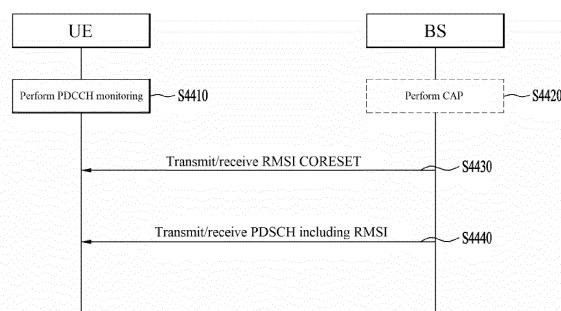 UE
BS
Perform PDCCH monitoring
S4410
Perform CAP
S4420
Transmit/receive RMSI CORESET
S4430
Transmit/receive PDSCH including RMSI
S4440